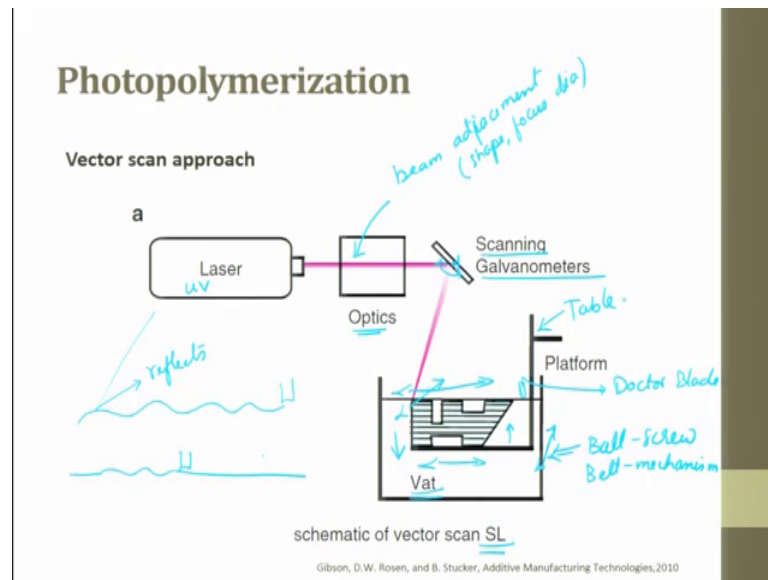 Photopolymerization
Vector scan approach
beam adjacement
(shape, focus dia)
a
Laser
uv
Optics
Scanning
Galvanometers
Table.
Platform
reflects
Doctor Blade
Ball-screw
Belt-mechanism
Vat
schematic of vector scan SL
Gibson, D.W. Rosen, and B. Stucker, Additive Manufacturing Technologies,2010